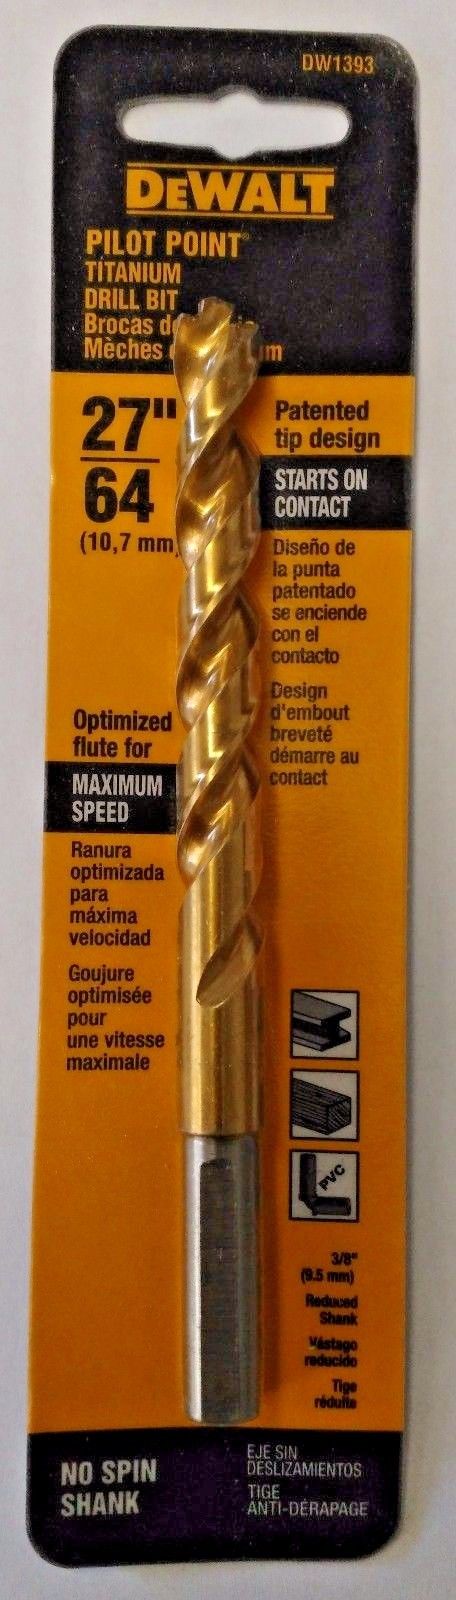 DW1393
DEWALT
PILOT POINT®
TITANIUM
DRILL BIT
Brocas
Mèches
27"
64
(10,7 mm)
Patented
tip design
STARTS ON
CONTACT
Diseño de
la punta
patentado
se enciende
con el
contacto
Design
d'embout
breveté
démarre au
contact
Optimized
flute for
MAXIMUM
SPEED
Ranura
optimizada
para
máxima
velocidad
Goujure
optimisée
pour
une vitesse
maximale
PVC
3/8"
(9.5 mm)
Reduced
Shank
Vástago
reducido
Tige
réduite
NO SPIN
SHANK
EJE SIN
DESLIZAMIENTOS
TIGE
ANTI-DÉRAPAGE